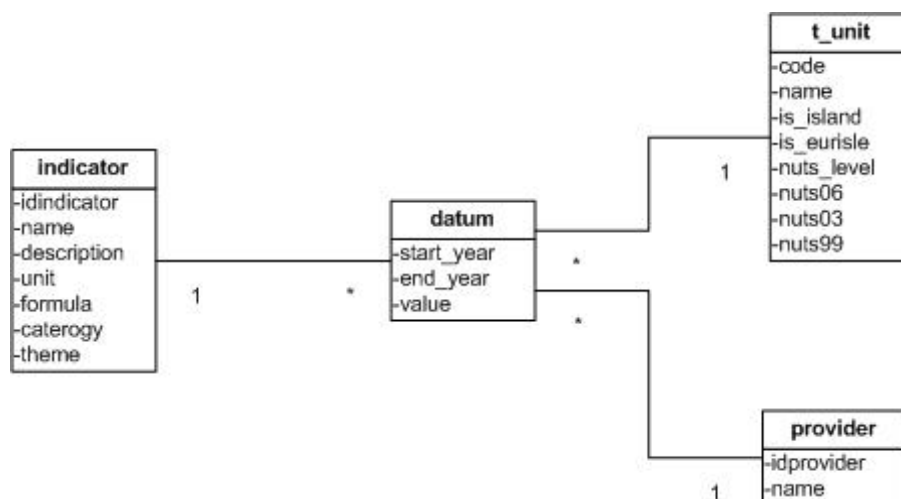 t_unit
-code
-name
-is_island
-is_eurisle
-nuts_level
-nuts06
-nuts03
-nuts99
1
indicator
-idindicator
-name
-description
-unit
-formula
-caterogy
-theme
1
*
datum
-start_year
-end_year
-value
*
*
provider
-idprovider
-name
1